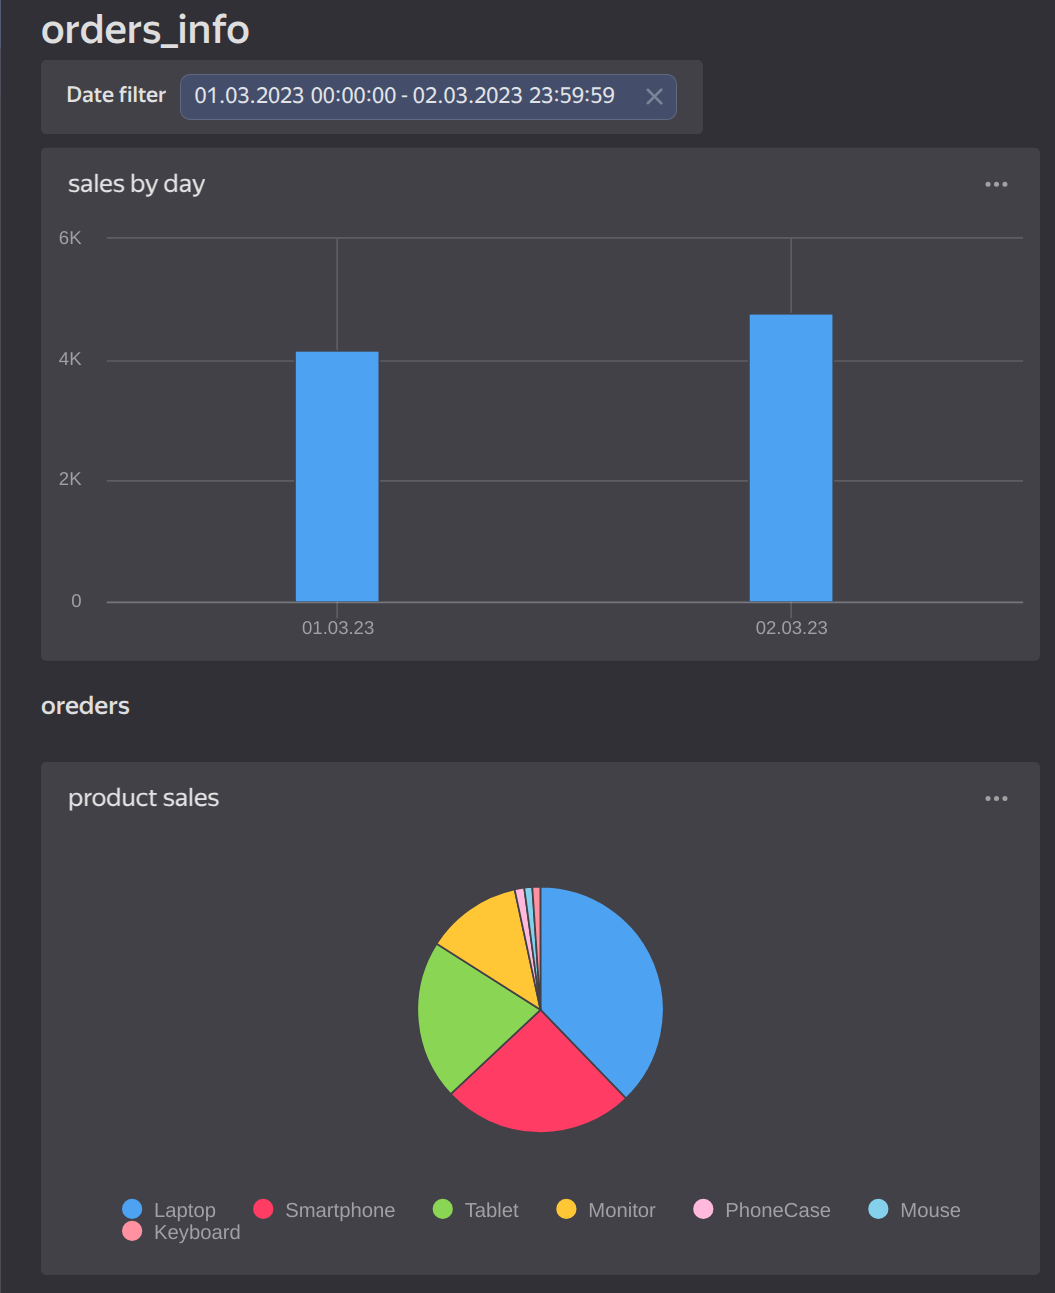 orders_info
Date filter 01.03.2023 00:00:00 - 02.03.2023 23:59:59
sales by day
6K
4K
2K
0
01.03.23 02.03.23
oreders
product sales
Laptop Smartphone Tablet Monitor PhoneCase Mouse
Keyboard